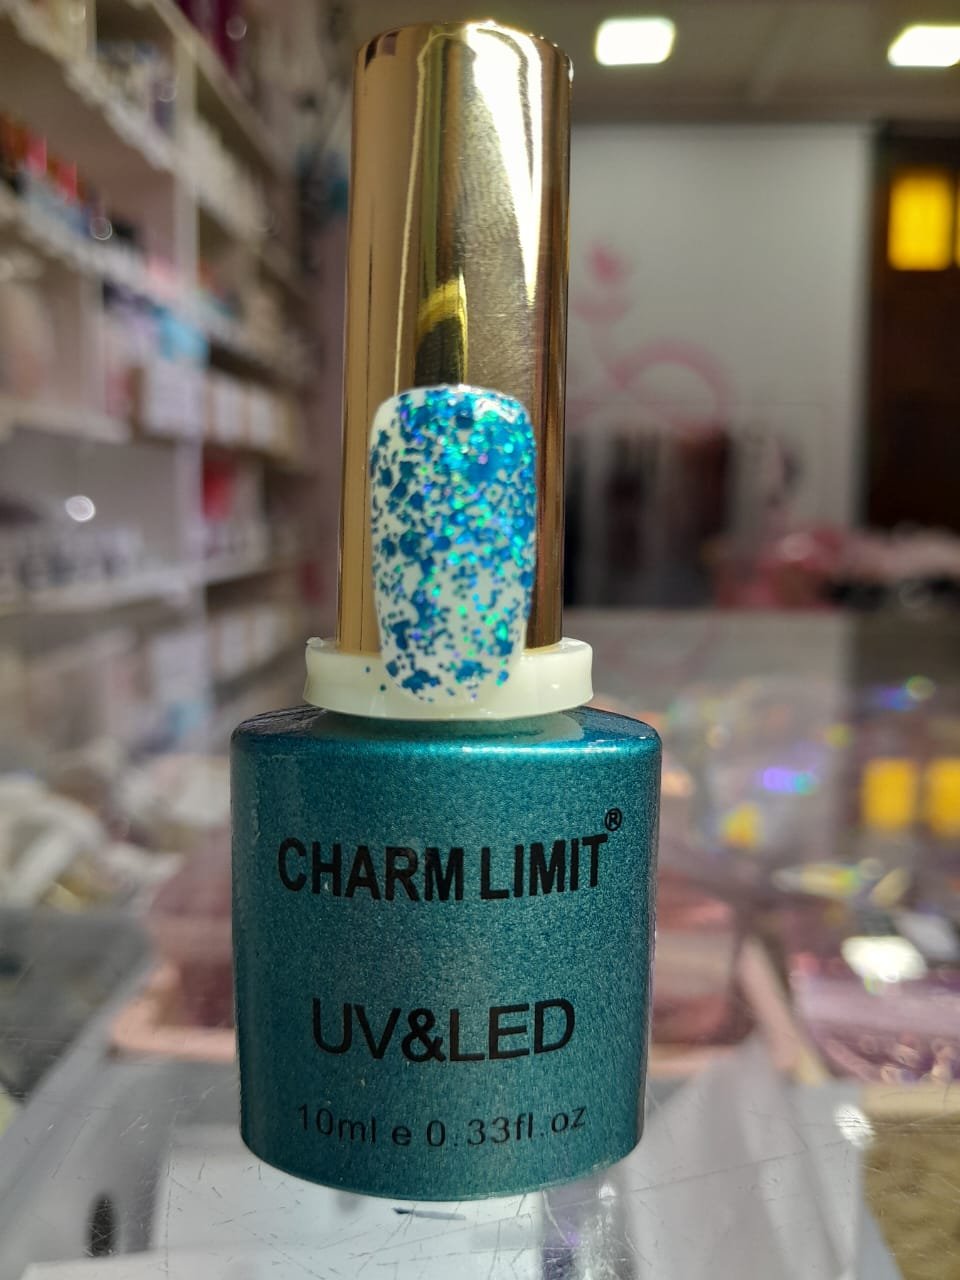 CHARM LIMIT®
UV&LED
10ml e 0.33fl.oz